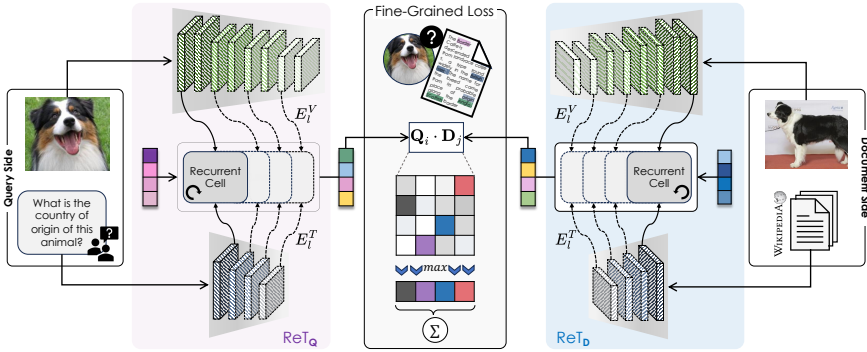 Query Side
What is the
country of
origin of this
animal?
?
E_l^V
Recurrent
Cell
E_l^T
ReT_Q
Fine-Grained Loss
?
Q_i · D_j
max
Σ
E_l^V
Recurrent
Cell
E_l^T
ReT_D
Document Side
WIKIPEDIA